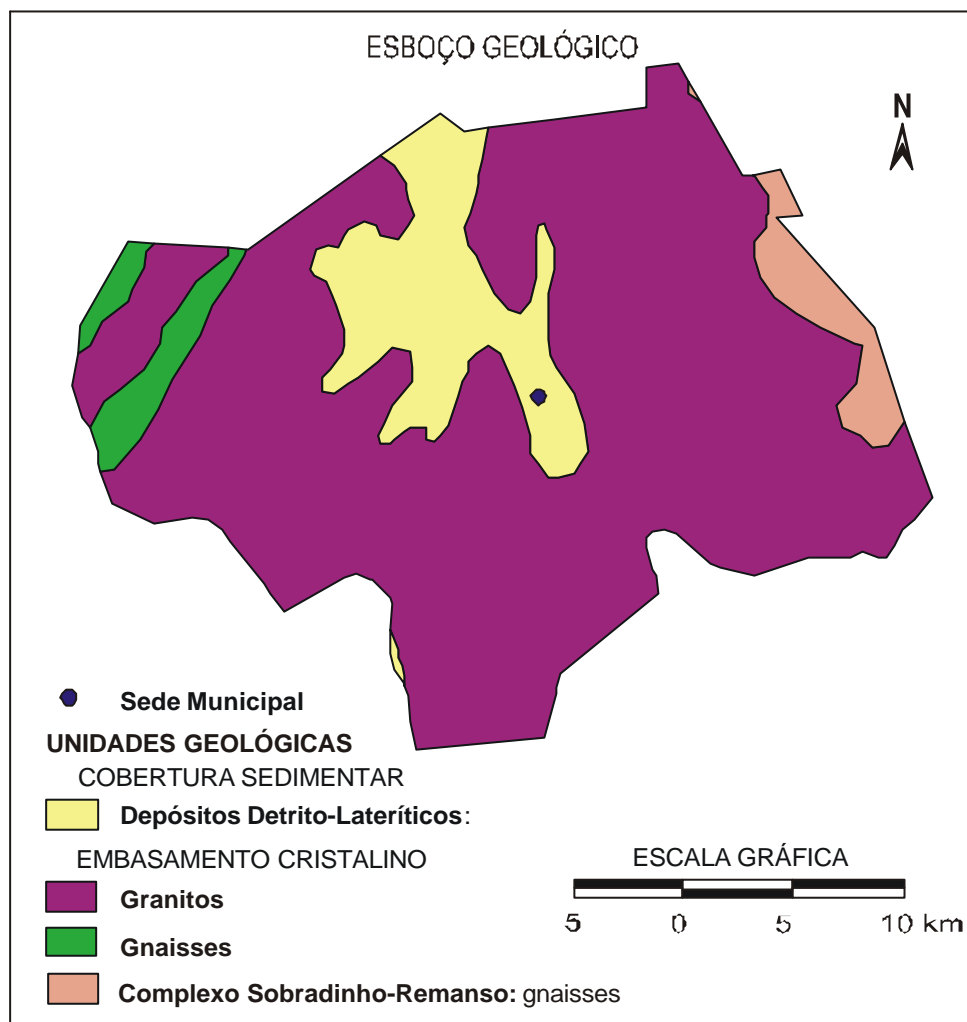 ESBOÇO GEOLÓGICO
N
Sede Municipal
UNIDADES GEOLÓGICAS
COBERTURA SEDIMENTAR
Depósitos Detrito-Lateríticos:
EMBASAMENTO CRISTALINO
Granitos
Gnaisses
Complexo Sobradinho-Remanso: gnaisses
ESCALA GRÁFICA
5 0 5 10 km